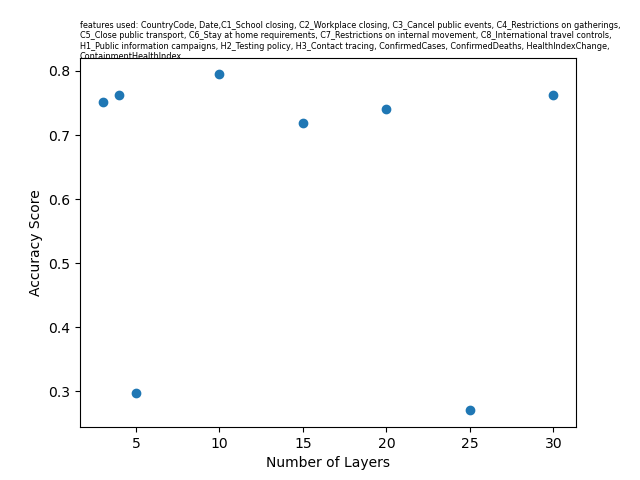 features used: CountryCode, Date,C1_School closing, C2_Workplace closing, C3_Cancel public events, C4_Restrictions on gatherings,
C5_Close public transport, C6_Stay at home requirements, C7_Restrictions on internal movement, C8_International travel controls,
H1_Public information campaigns, H2_Testing policy, H3_Contact tracing, ConfirmedCases, ConfirmedDeaths, HealthIndexChange,
ContainmentHealthIndex
0.8
0.7
0.6
0.5
0.4
0.3
Accuracy Score
5 10 15 20 25 30
Number of Layers